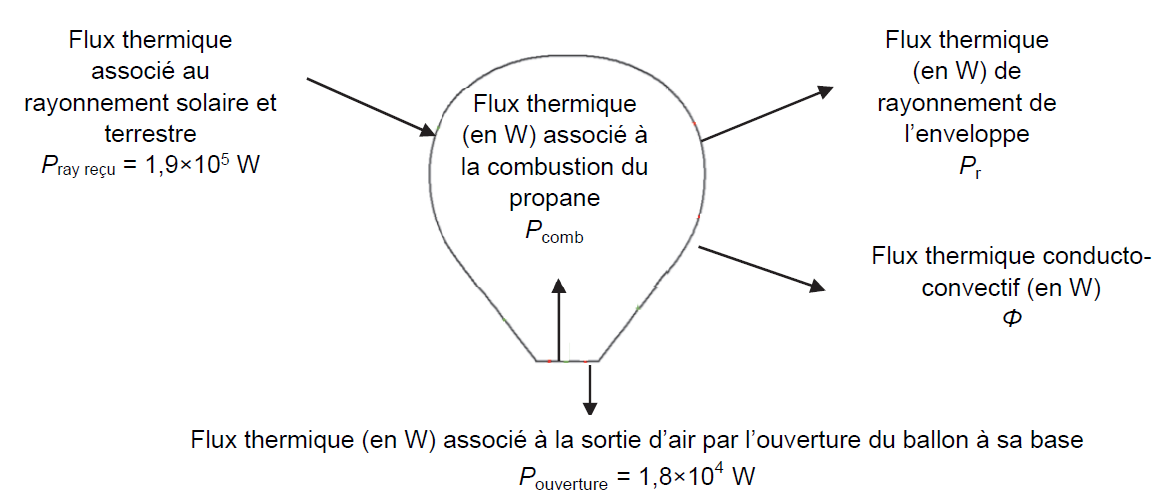 Flux thermique
associé au
rayonnement solaire et
terrestre
Pray reçu = 1,9×10⁵ W
Flux thermique
(en W) associé à
la combustion du
propane
Pcomb
Flux thermique
(en W) de
rayonnement de
l’enveloppe
Pr
Flux thermique conducto-
convectif (en W)
Φ
Flux thermique (en W) associé à la sortie d’air par l’ouverture du ballon à sa base
Pouverture = 1,8×10⁴ W